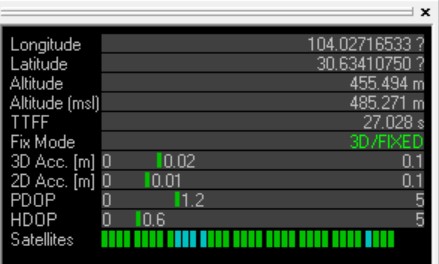 Longitude 104.02716533 ?
Latitude 30.63410750 ?
Altitude 455.494 m
Altitude (msl) 485.271 m
TTFF 27.028 s
Fix Mode 3D/FIXED
3D Acc. [m] 0 0.02 0.1
2D Acc. [m] 0 0.01 0.1
PDOP 0 1.2 5
HDOP 0 0.6 5
Satellites